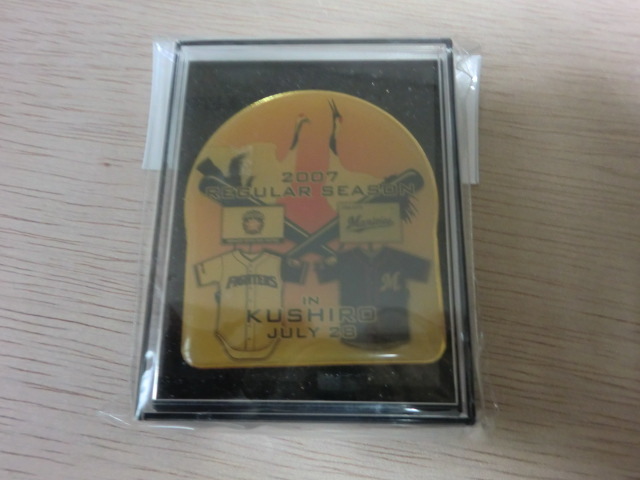 2007
REGULAR SEASON
Marines
FIGHTERS
M
IN
KUSHIRO
JULY 28